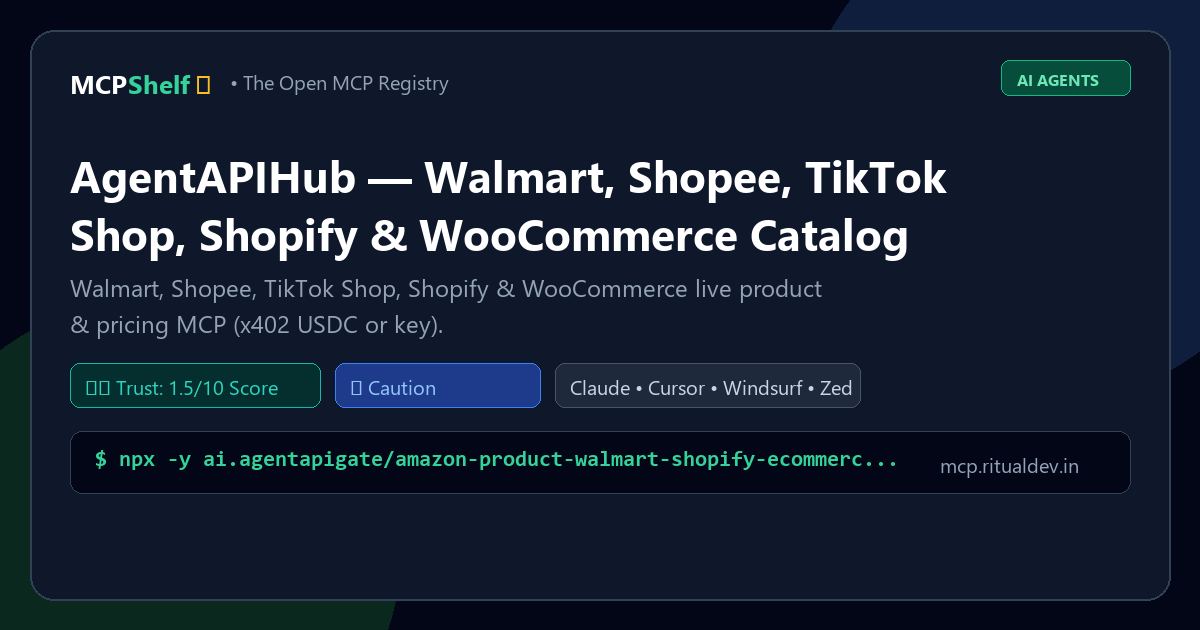 MCPShelf • The Open MCP Registry
AI AGENTS
AgentAPIHub — Walmart, Shopee, TikTok
Shop, Shopify & WooCommerce Catalog
Walmart, Shopee, TikTok Shop, Shopify & WooCommerce live product
& pricing MCP (x402 USDC or key).
Trust: 1.5/10 Score
Caution
Claude • Cursor • Windsurf • Zed
$ npx -y ai.agentapigate/amazon-product-walmart-shopify-ecommerc...
mcp.ritualdev.in